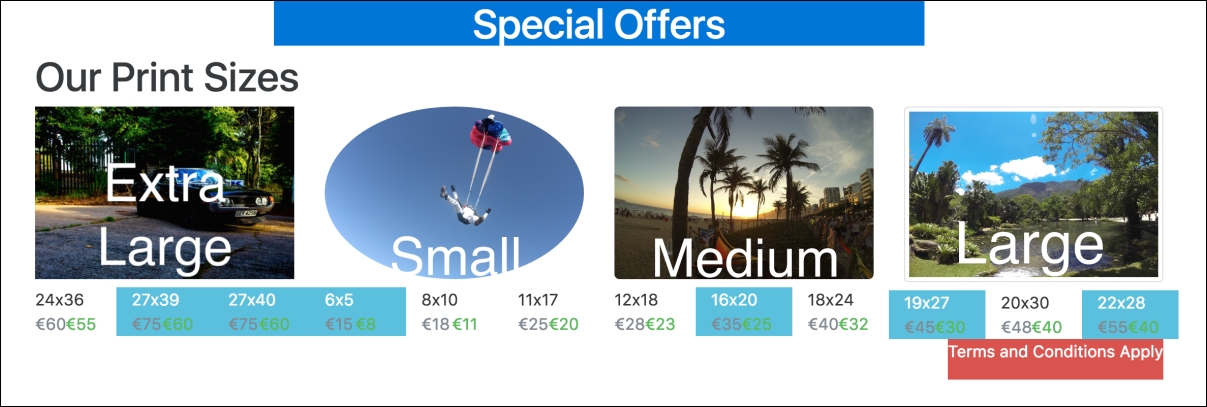 Special Offers
Our Print Sizes
Extra
Large
Small
Medium
Large
24x36 27x39 27x40 6x5 8x10 11x17 12x18 16x20 18x24 19x27 20x30 22x28
€60€55 €75€60 €75€60 €15€8 €18€11 €25€20 €28€23 €35€25 €40€32 €45€30 €48€40 €55€40
Terms and Conditions Apply